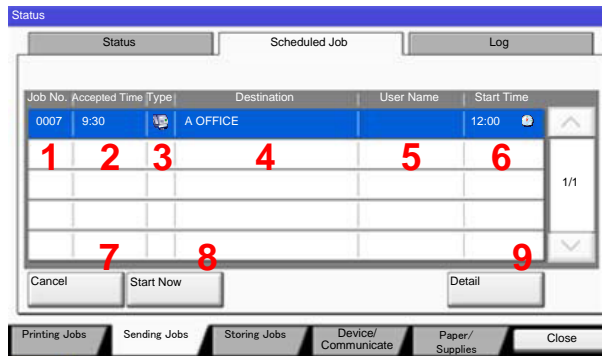 Status
Status Scheduled Job Log
Job No. Accepted Time Type Destination User Name Start Time
0007 9:30 A OFFICE 12:00
1 2 3 4 5 6
1/1
7 8 9
Cancel Start Now Detail
Printing Jobs Sending Jobs Storing Jobs Device/ Communicate Paper/ Supplies Close